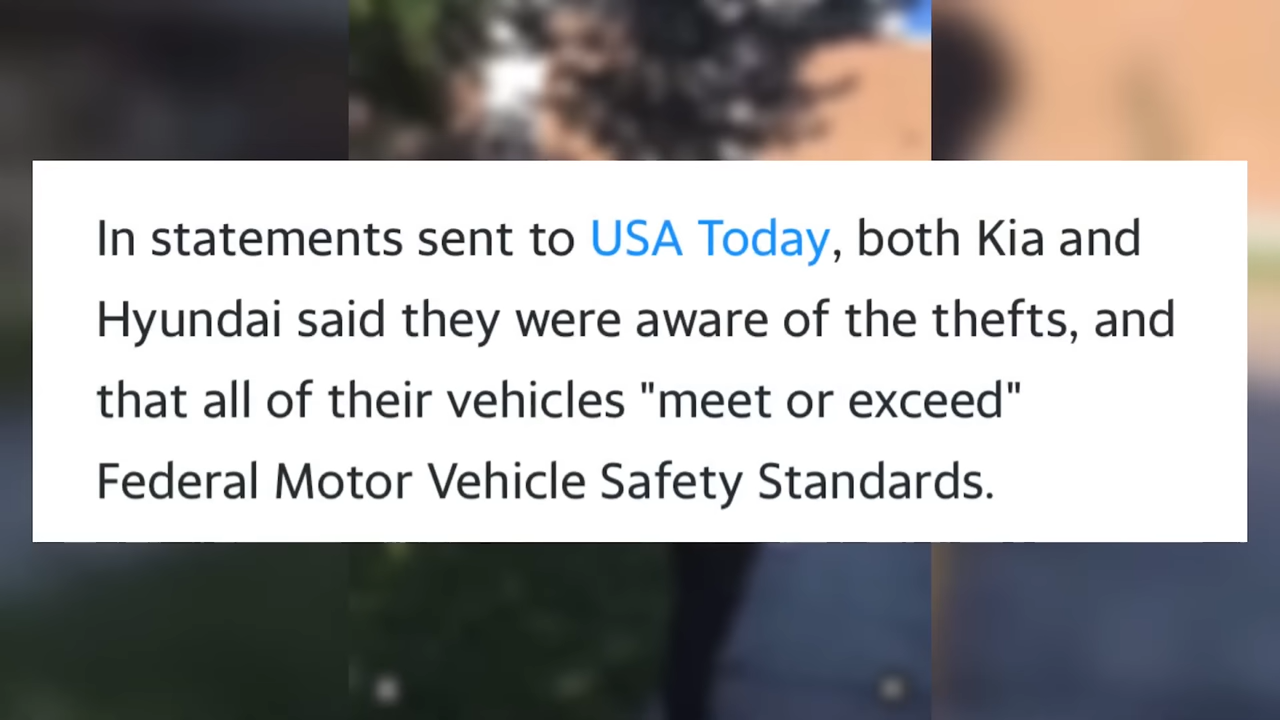 In statements sent to USA Today, both Kia and
Hyundai said they were aware of the thefts, and
that all of their vehicles "meet or exceed"
Federal Motor Vehicle Safety Standards.